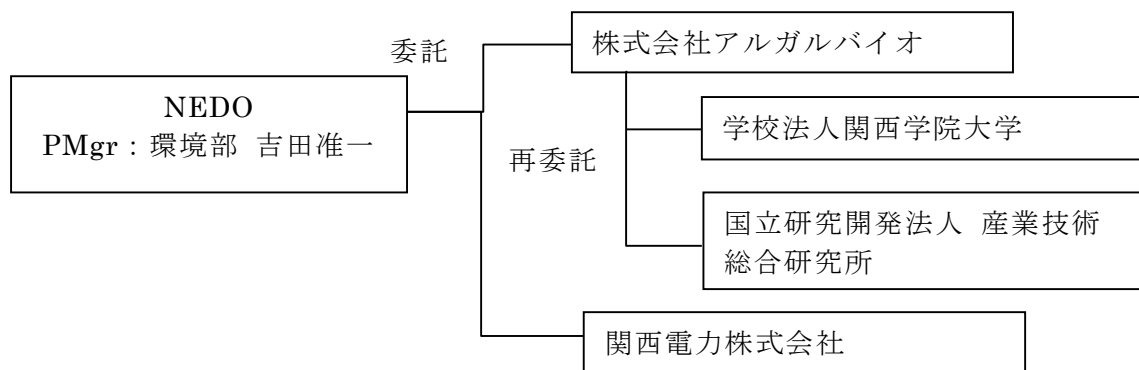 委託
株式会社アルガルバイオ
NEDO
PMgr：環境部 吉田准一
学校法人関西学院大学
再委託
国立研究開発法人 産業技術
総合研究所
関西電力株式会社